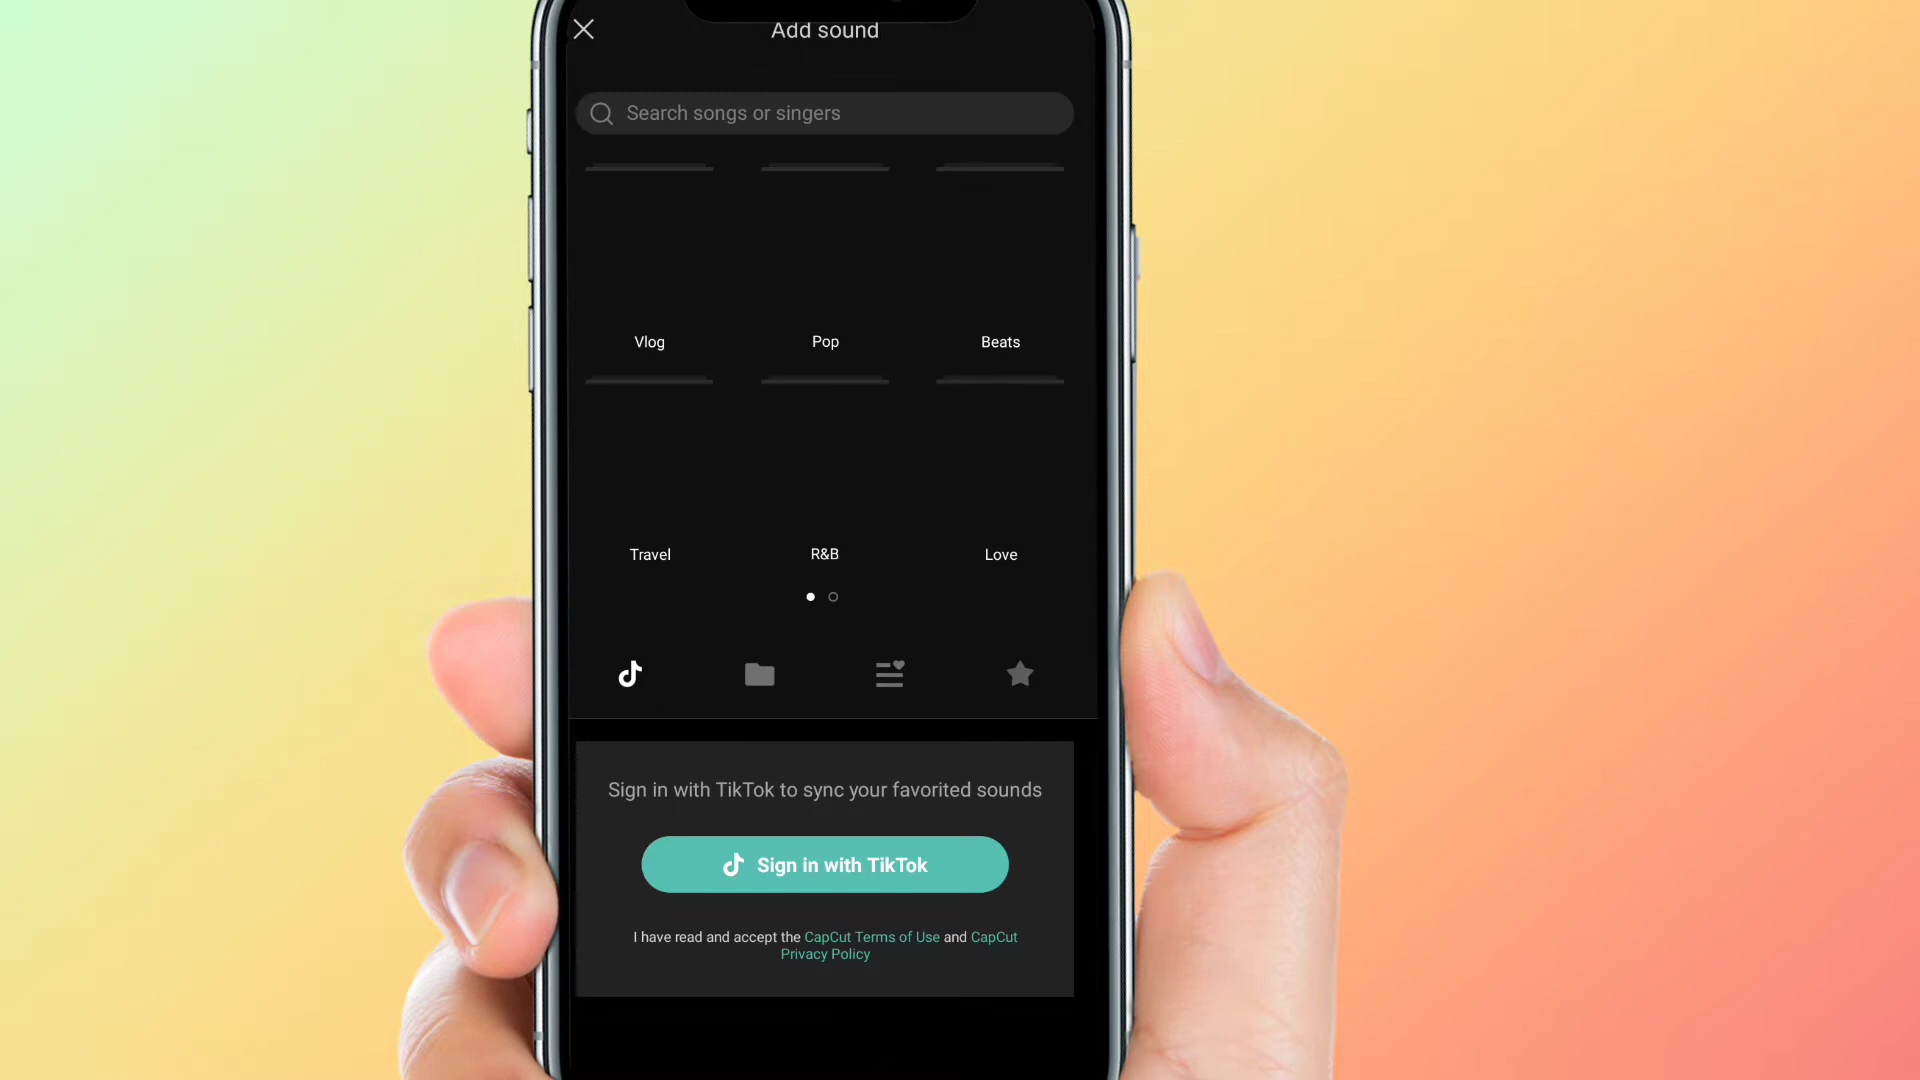 Add sound
Search songs or singers
Vlog
Pop
Beats
Travel
R&B
Love
Sign in with TikTok to sync your favorited sounds
Sign in with TikTok
I have read and accept the CapCut Terms of Use and CapCut
Privacy Policy